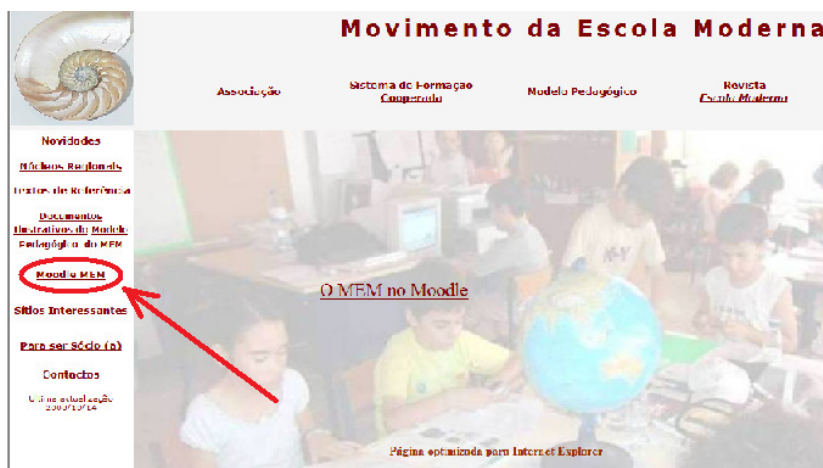 Movimento da Escola Moderna
Associação
Sistema de Formação
Cooperada
Modelo Pedagógico
Revista
Escola Moderna
Novidades
Núcleos Regionais
Textos de Referência
Documentos
Ilustrativos do Modelo
Pedagógico do MEM
Moodle MEM
Sítios Interessantes
Para ser Sócio (a)
Contactos
Última actualização
O MEM no Moodle
Página optimizada para Internet Explorer